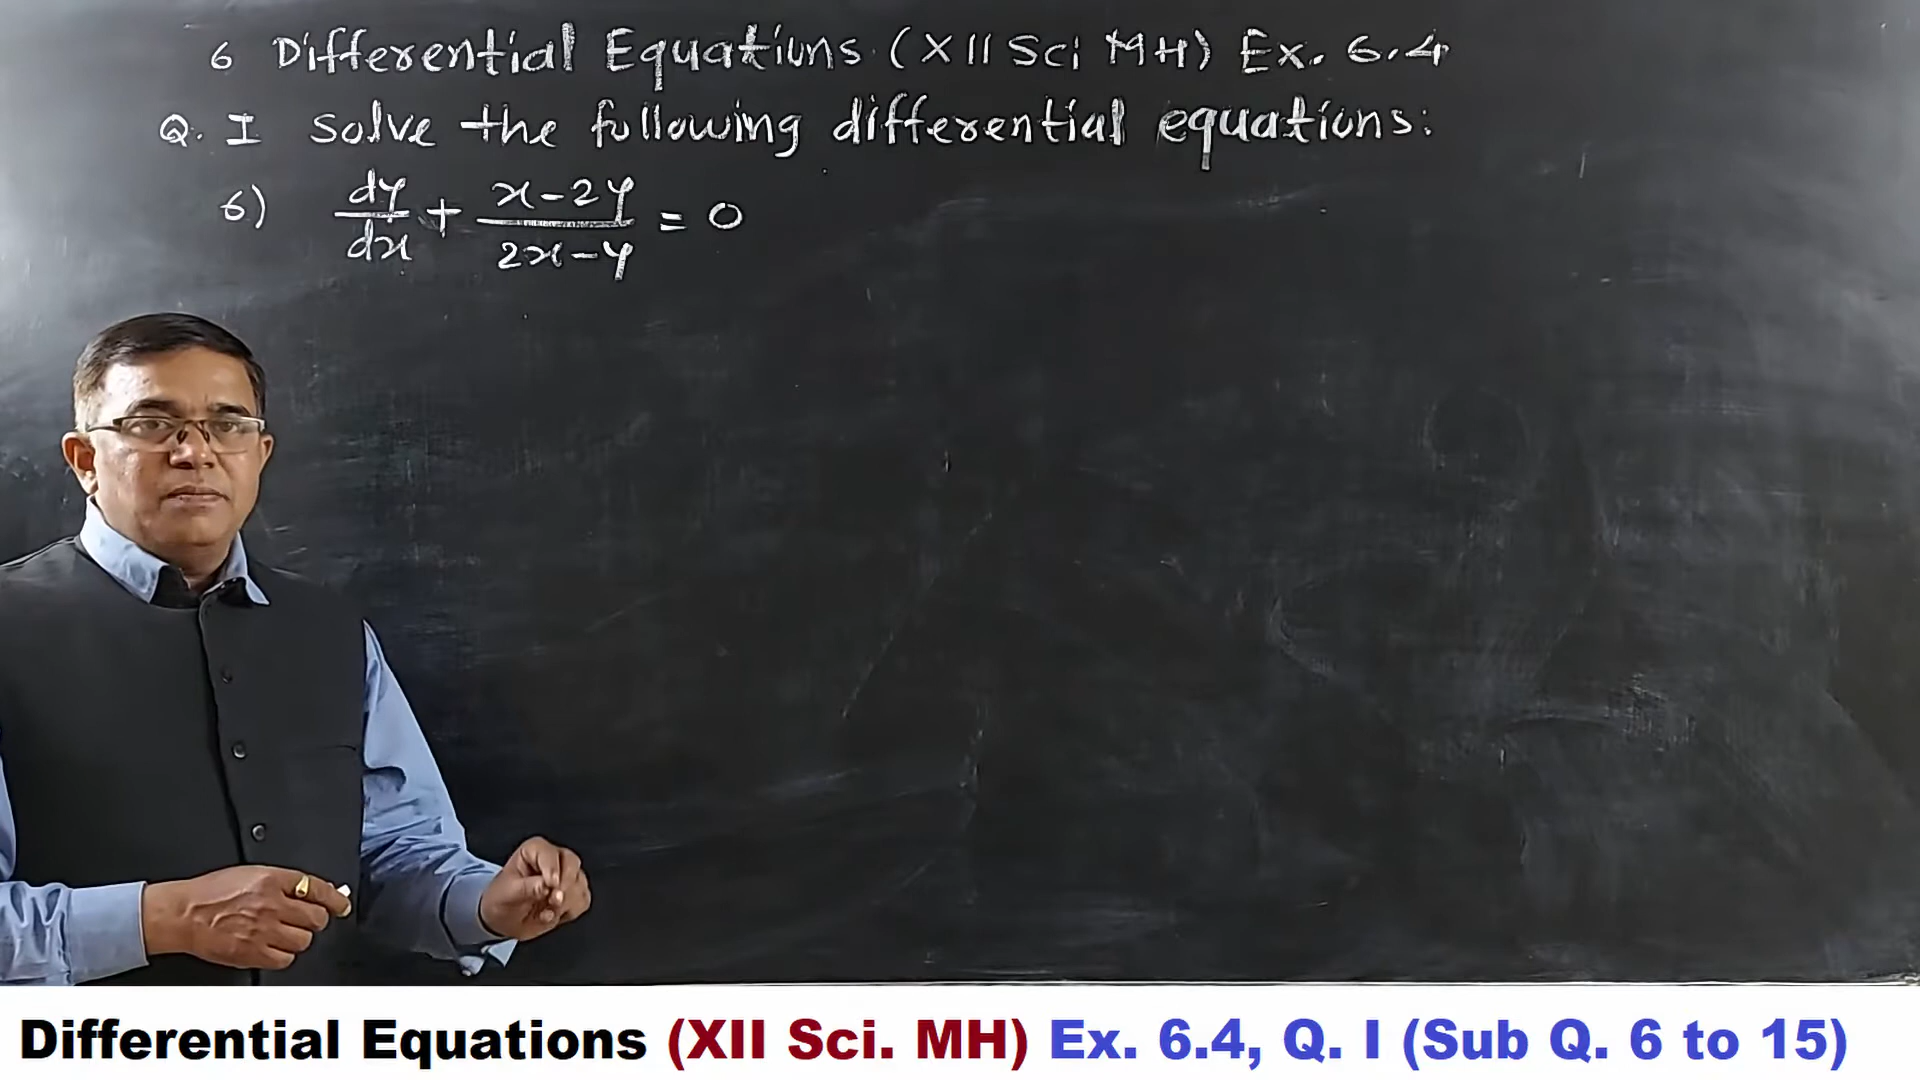 6 Differential Equations (XII Sci MH) Ex. 6.4
Q. I Solve the following differential equations:
6) dy/dx + x-2y/2x-y = 0
Differential Equations (XII Sci. MH) Ex. 6.4, Q. I (Sub Q. 6 to 15)